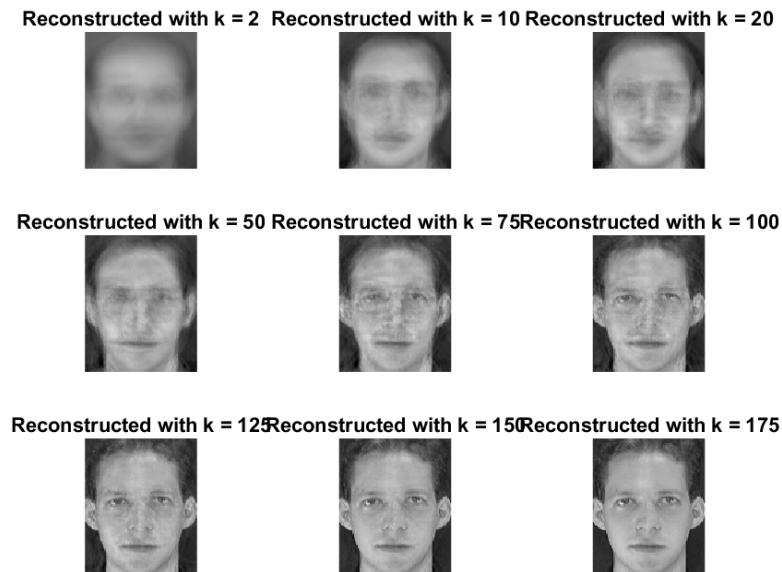 Reconstructed with k = 2
Reconstructed with k = 10
Reconstructed with k = 20
Reconstructed with k = 50
Reconstructed with k = 75
Reconstructed with k = 100
Reconstructed with k = 125
Reconstructed with k = 150
Reconstructed with k = 175